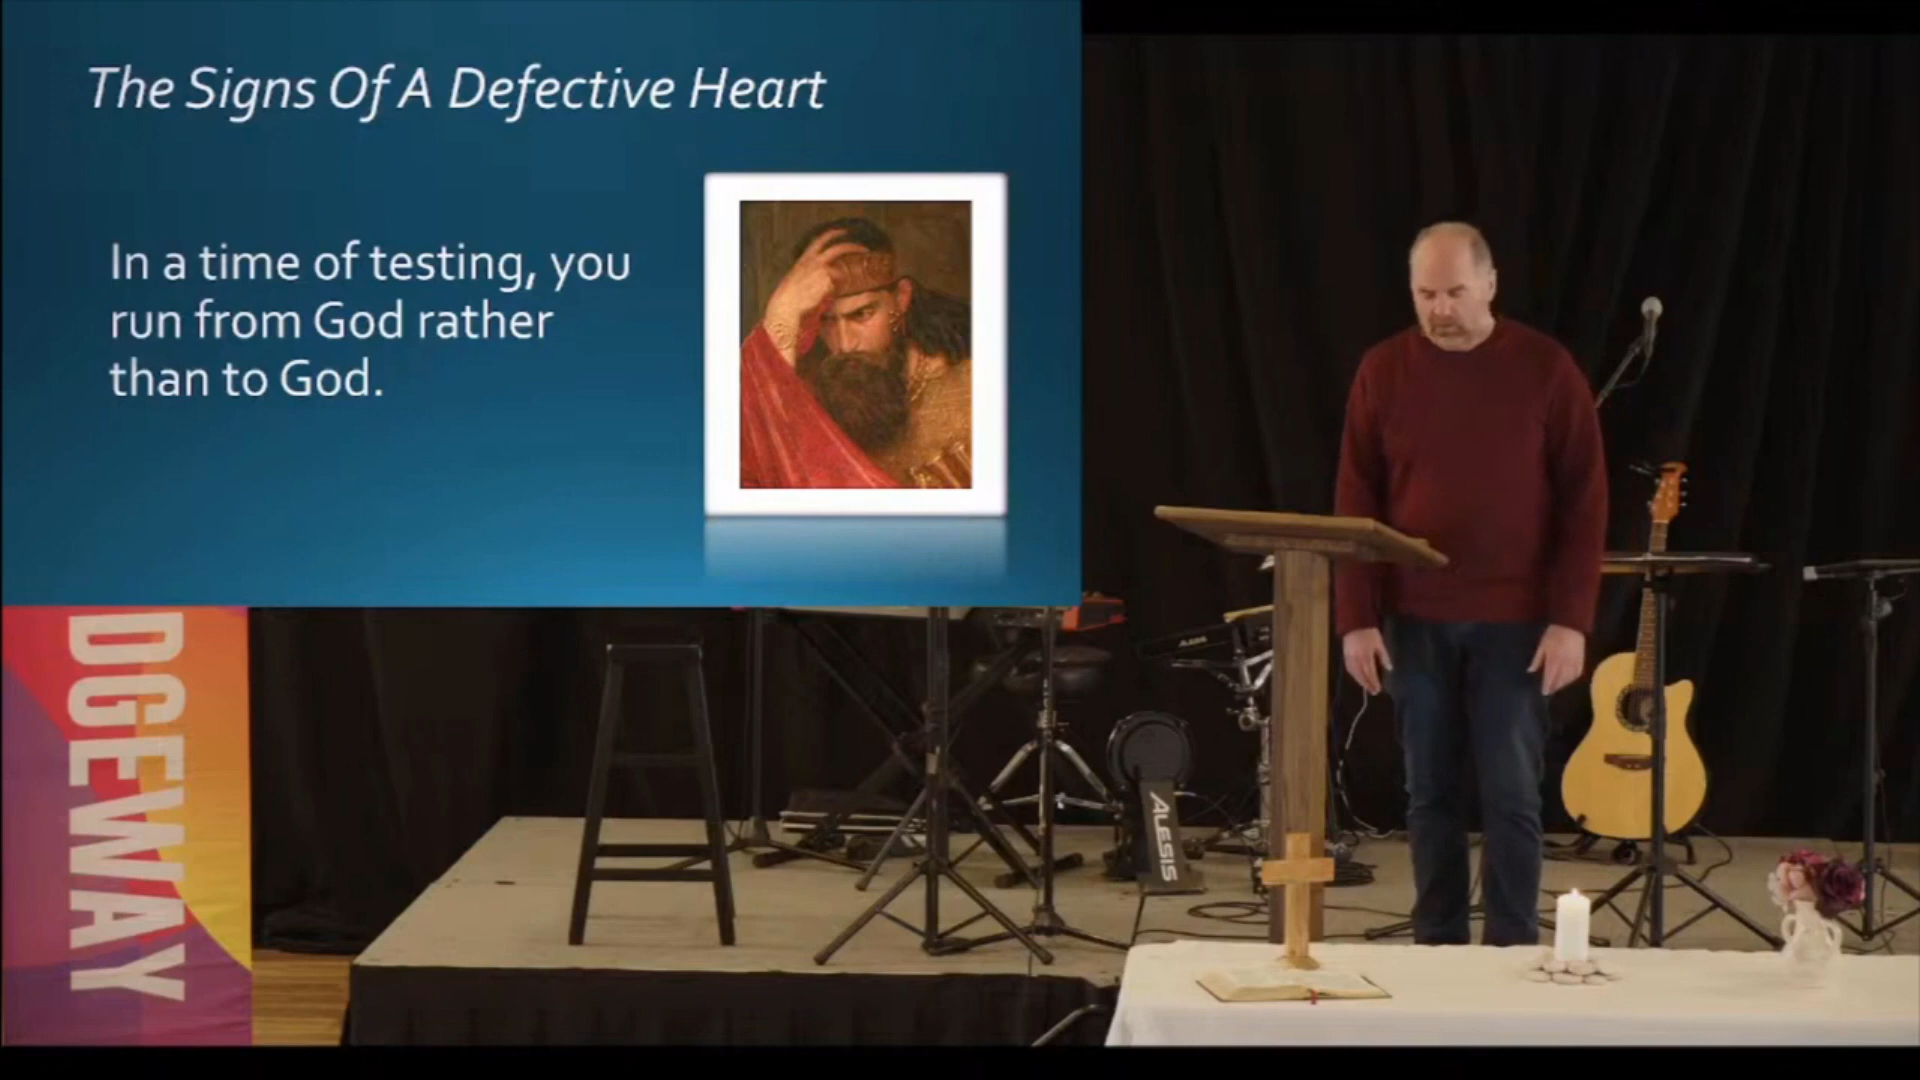 The Signs Of A Defective Heart
In a time of testing, you
run from God rather
than to God.
DGEWAY
ALESIS